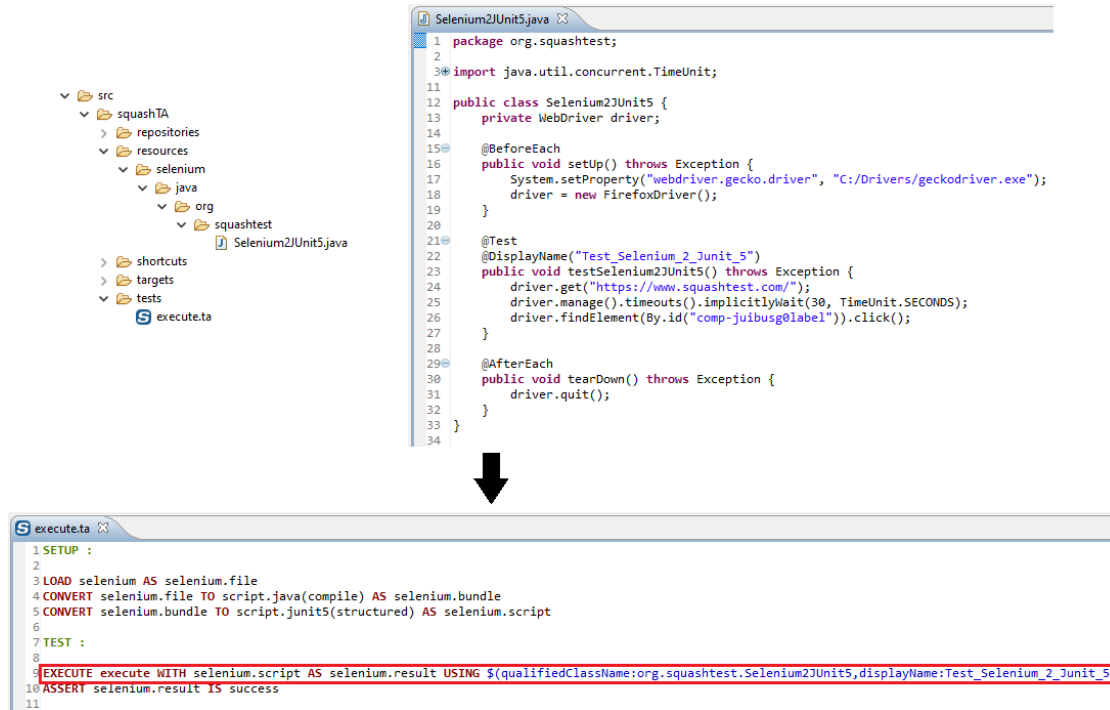 src
squashTA
repositories
resources
selenium
java
org
squashtest
Selenium2JUnit5.java
shortcuts
targets
tests
execute.ta
Selenium2JUnit5.java
1 package org.squashtest;
2
3 import java.util.concurrent.TimeUnit;
11
12 public class Selenium2JUnit5 {
13 private WebDriver driver;
14
15 @BeforeEach
16 public void setUp() throws Exception {
17 System.setProperty("webdriver.gecko.driver", "C:/Drivers/geckodriver.exe");
18 driver = new FirefoxDriver();
19 }
20
21 @Test
22 @DisplayName("Test_Selenium_2_Junit_5")
23 public void testSelenium2JUnit5() throws Exception {
24 driver.get("https://www.squashtest.com/");
25 driver.manage().timeouts().implicitlyWait(30, TimeUnit.SECONDS);
26 driver.findElement(By.id("comp-juibusg0label")).click();
27 }
28
29 @AfterEach
30 public void tearDown() throws Exception {
31 driver.quit();
32 }
33 }
34
execute.ta
1 SETUP :
2
3 LOAD selenium AS selenium.file
4 CONVERT selenium.file TO script.java(compile) AS selenium.bundle
5 CONVERT selenium.bundle TO script.junit5(structured) AS selenium.script
6
7 TEST :
8
9 EXECUTE execute WITH selenium.script AS selenium.result USING $(qualifiedClassName:org.squashtest.Selenium2JUnit5,displayName:Test_Selenium_2_Junit_5
10 ASSERT selenium.result IS success
11